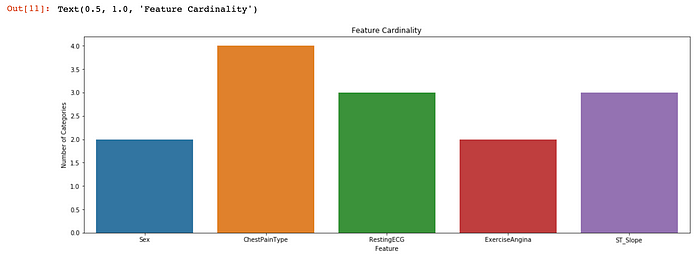 Out[11]: Text(0.5, 1.0, 'Feature Cardinality')
Feature Cardinality
4.0
3.5
3.0
2.5
2.0
1.5
1.0
0.5
0.0
Number of Categories
Sex ChestPainType RestingECG ExerciseAngina ST_Slope
Feature